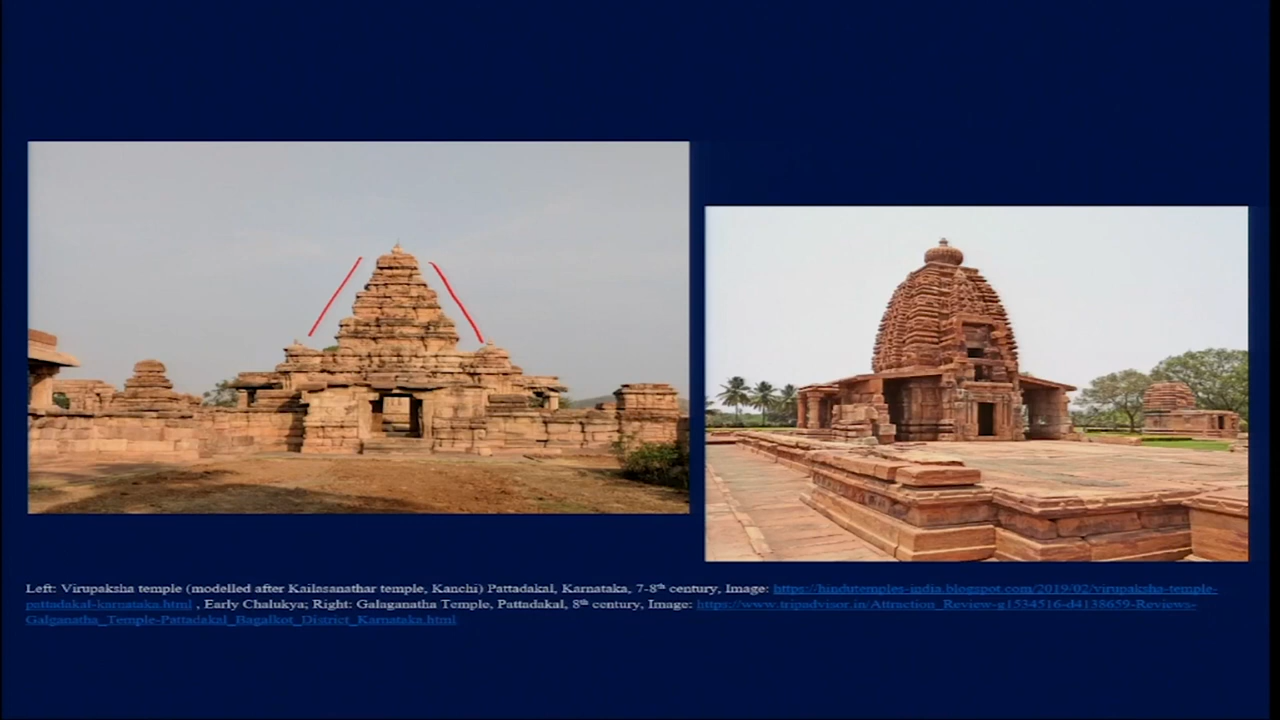 Left: Virupaksha temple (modelled after Kailasanathar temple, Kanchi) Pattadakal, Karnataka, 7-8th century, Image: https://hindutemples-india.blogspot.com/2019/02/virupaksha-temple-
pattadakal-karnataka.html , Early Chalukya; Right: Galaganatha Temple, Pattadakal, 8th century, Image: https://www.tripadvisor.in/Attraction_Review-g1534516-d4138659-Reviews-
Galganatha_Temple-Pattadakal_Bagalkot_District_Karnataka.html